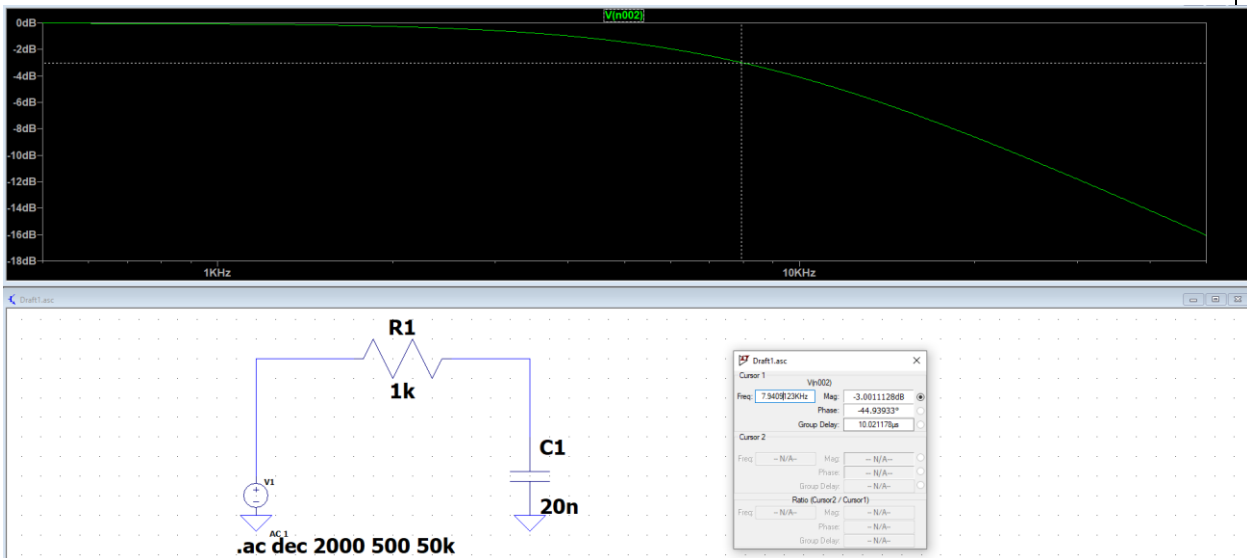 V(n002)
0dB
-2dB
-4dB
-6dB
-8dB
-10dB
-12dB
-14dB
-16dB
-18dB
1KHz
10KHz
Draft1.asc
R1
1k
C1
20n
V1
AC 1
.ac dec 2000 500 50k
Draft1.asc
Cursor 1
V(n002)
Freq: 7.9409123KHz Mag: -3.0011128dB
Phase: -44.93933°
Group Delay: 10.021178µs
Cursor 2
Freq: -- N/A-- Mag: -- N/A--
Phase: -- N/A--
Group Delay: -- N/A--
Ratio (Cursor2 / Cursor1)
Freq: -- N/A-- Mag: -- N/A--
Phase: -- N/A--
Group Delay: -- N/A--